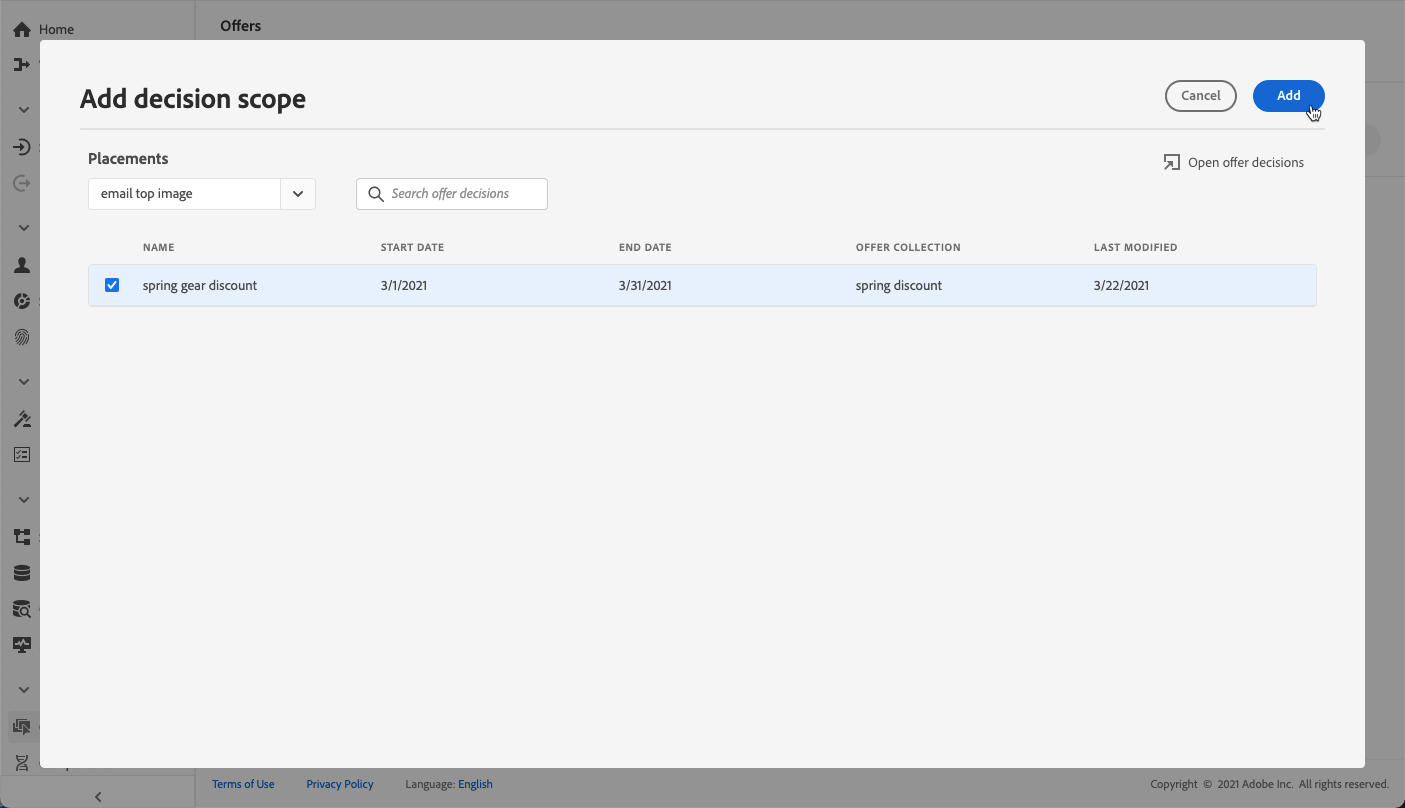 Home
Offers
Add decision scope
Cancel
Add
Placements
Open offer decisions
email top image
Search offer decisions
NAME START DATE END DATE OFFER COLLECTION LAST MODIFIED
spring gear discount 3/1/2021 3/31/2021 spring discount 3/22/2021
Terms of Use Privacy Policy Language: English Copyright © 2021 Adobe Inc. All rights reserved.